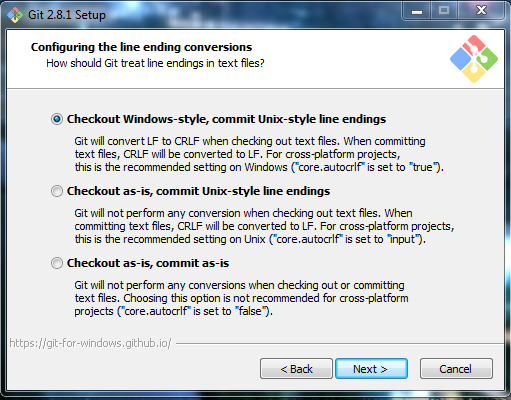 Git 2.8.1 Setup
Configuring the line ending conversions
How should Git treat line endings in text files?
Checkout Windows-style, commit Unix-style line endings
Git will convert LF to CRLF when checking out text files. When committing
text files, CRLF will be converted to LF. For cross-platform projects,
this is the recommended setting on Windows ("core.autocrlf" is set to "true").
Checkout as-is, commit Unix-style line endings
Git will not perform any conversion when checking out text files. When
committing text files, CRLF will be converted to LF. For cross-platform projects,
this is the recommended setting on Unix ("core.autocrlf" is set to "input").
Checkout as-is, commit as-is
Git will not perform any conversions when checking out or committing
text files. Choosing this option is not recommended for cross-platform
projects ("core.autocrlf" is set to "false").
https://git-for-windows.github.io/
< Back Next > Cancel